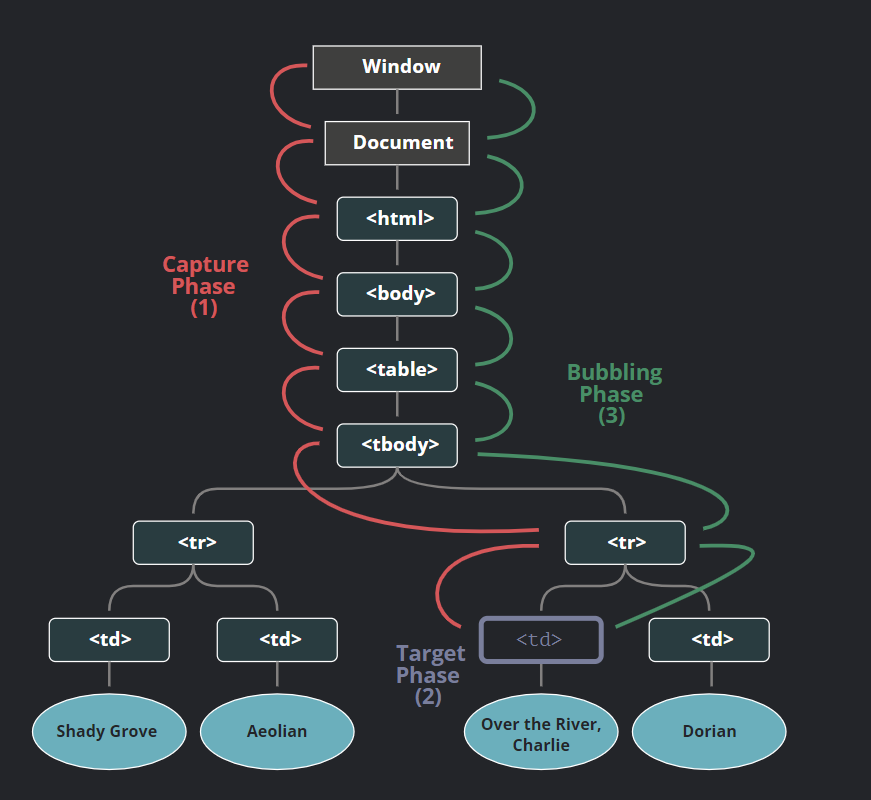 Window
Document
<html>
Capture
Phase
(1)
<body>
<table>
Bubbling
Phase
(3)
<tbody>
<tr>
<tr>
<td>
<td>
<td>
<td>
Target
Phase
(2)
Shady Grove
Aeolian
Over the River,
Charlie
Dorian